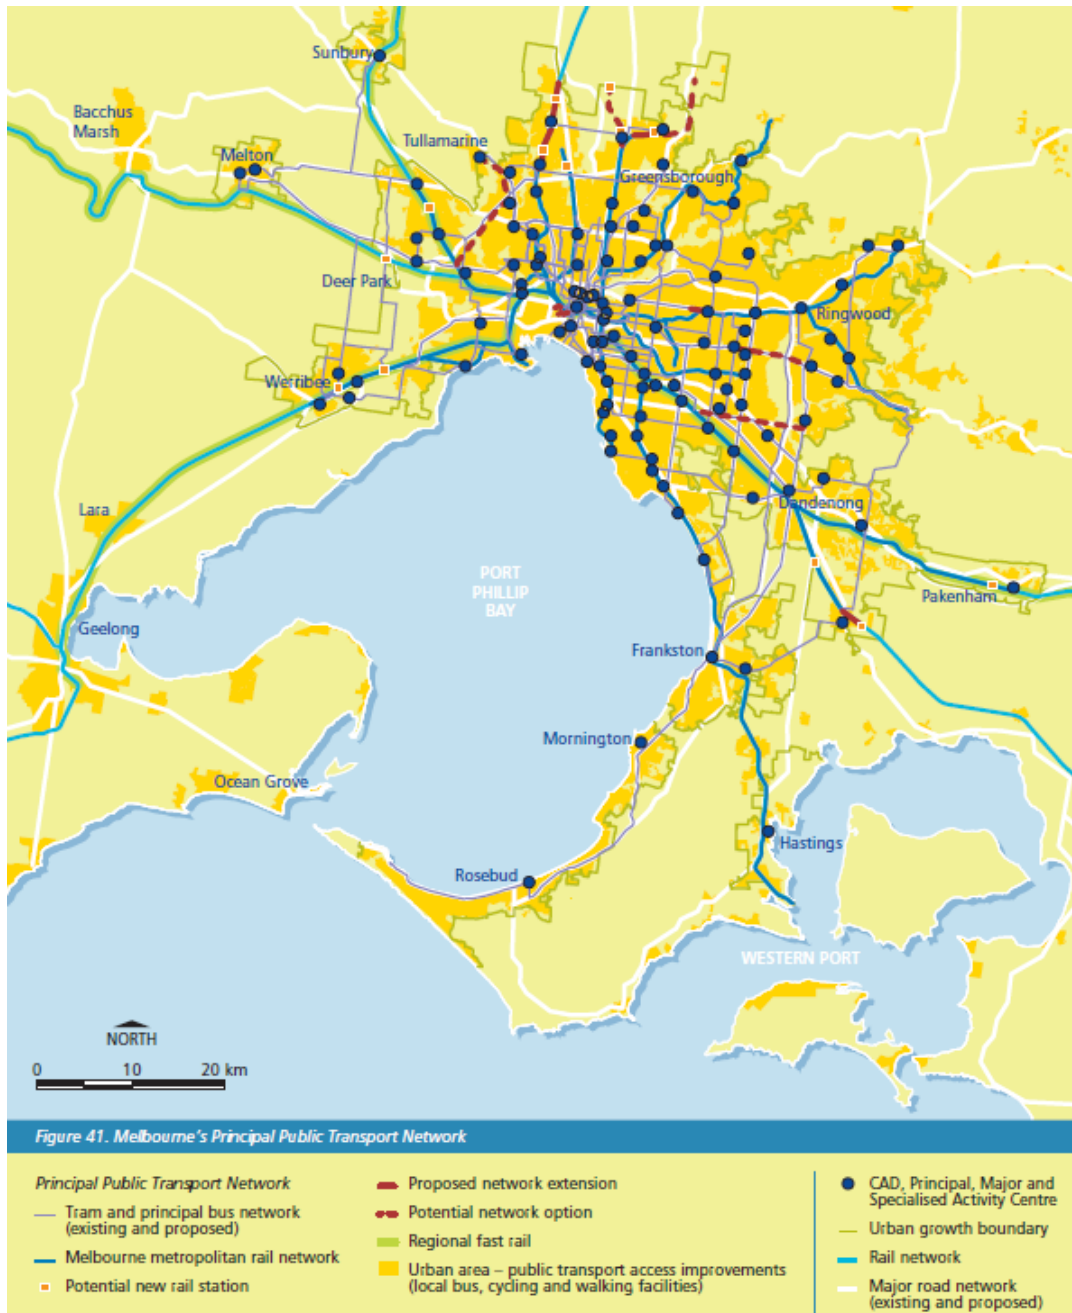 Sunbury
Bacchus
Marsh
Tullamarine
Melton
Greensborough
Deer Park
Ringwood
Werribee
Lara
Dandenong
PORT
PHILLIP
BAY
Pakenham
Geelong
Frankston
Mornington
Ocean Grove
Hastings
Rosebud
WESTERN PORT
NORTH
0 10 20 km
Figure 41. Melbourne's Principal Public Transport Network
Principal Public Transport Network
Tram and principal bus network
(existing and proposed)
Melbourne metropolitan rail network
Potential new rail station
Proposed network extension
Potential network option
Regional fast rail
Urban area – public transport access improvements
(local bus, cycling and walking facilities)
CAD, Principal, Major and
Specialised Activity Centre
Urban growth boundary
Rail network
Major road network
(existing and proposed)